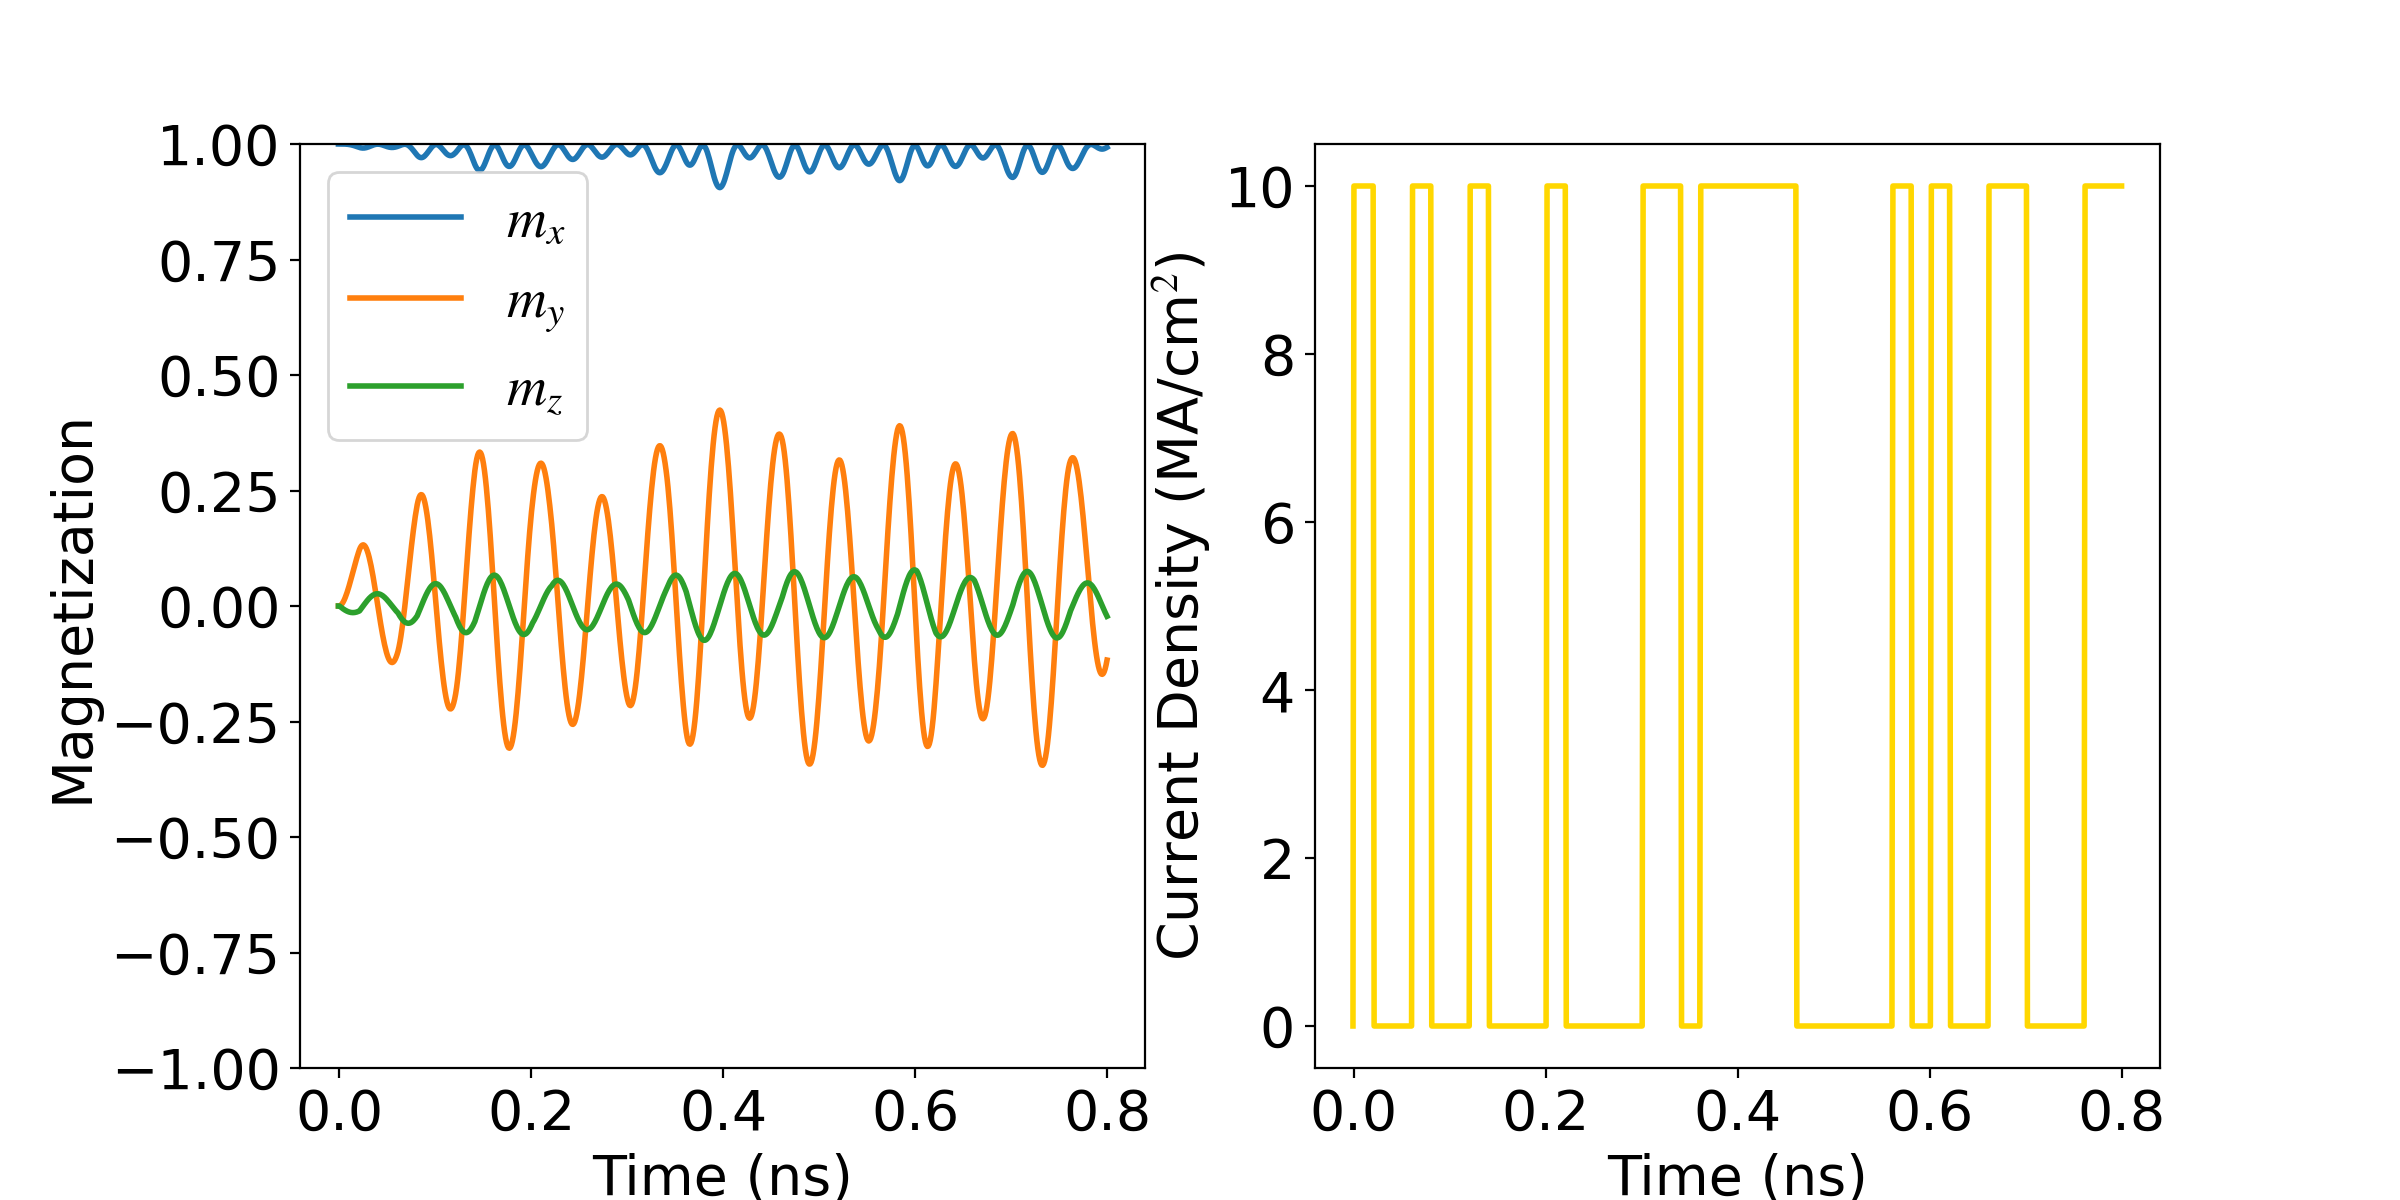 1.00
0.75
0.50
0.25
0.00
−0.25
−0.50
−0.75
−1.00
Magnetization
m_x
m_y
m_z
0.0 0.2 0.4 0.6 0.8
Time (ns)
10
8
6
4
2
0
Current Density (MA/cm²)
0.0 0.2 0.4 0.6 0.8
Time (ns)